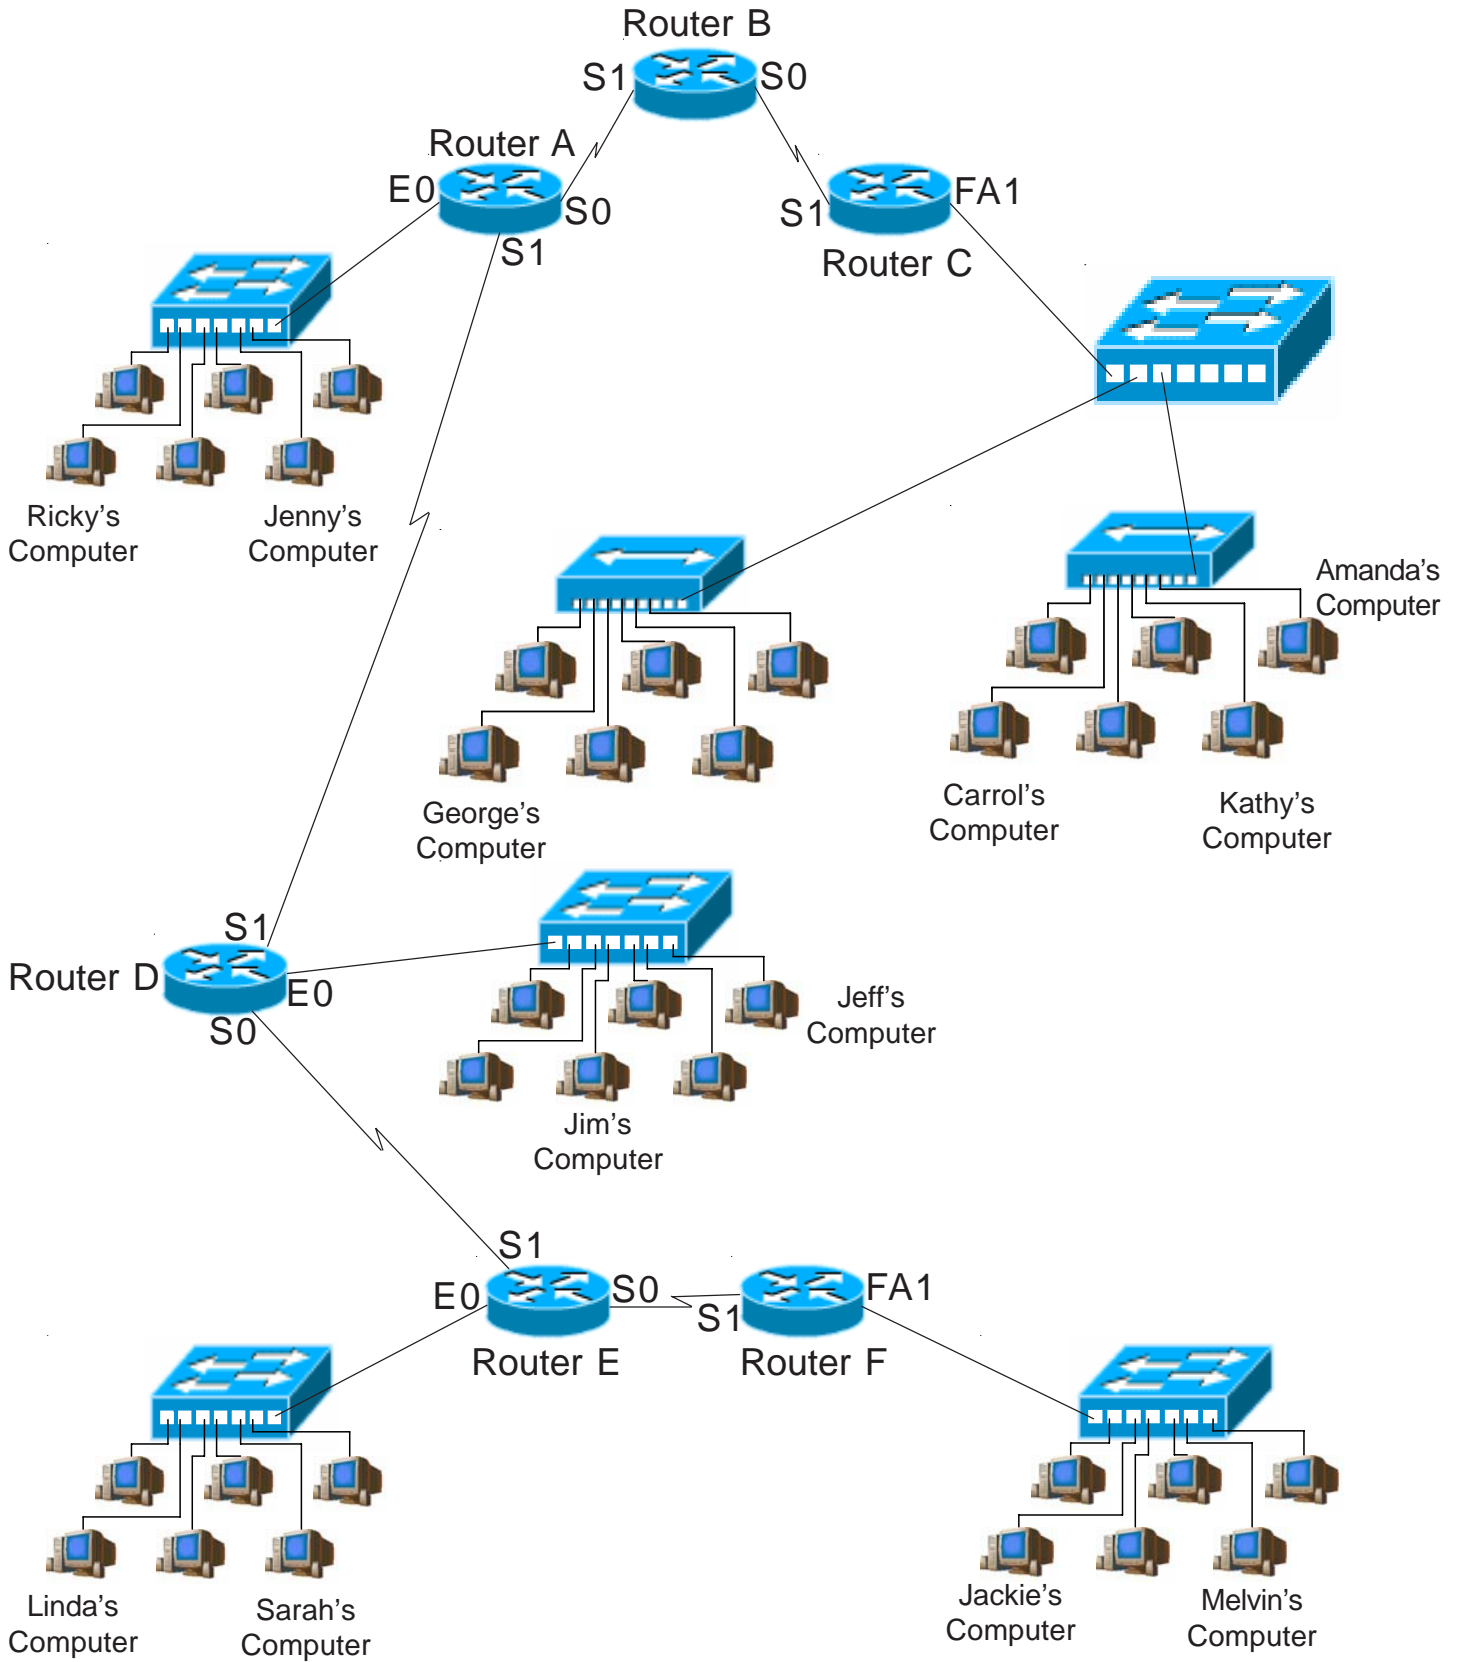 Router B
S1
S0
Router A
E0
S0
S1
FA1
S1
Router C
Ricky's
Computer
Jenny's
Computer
Amanda's
Computer
George's
Computer
Carrol's
Computer
Kathy's
Computer
S1
Router D
E0
S0
Jeff's
Computer
Jim's
Computer
S1
E0
S0
S1
FA1
Router E
Router F
Linda's
Computer
Sarah's
Computer
Jackie's
Computer
Melvin's
Computer